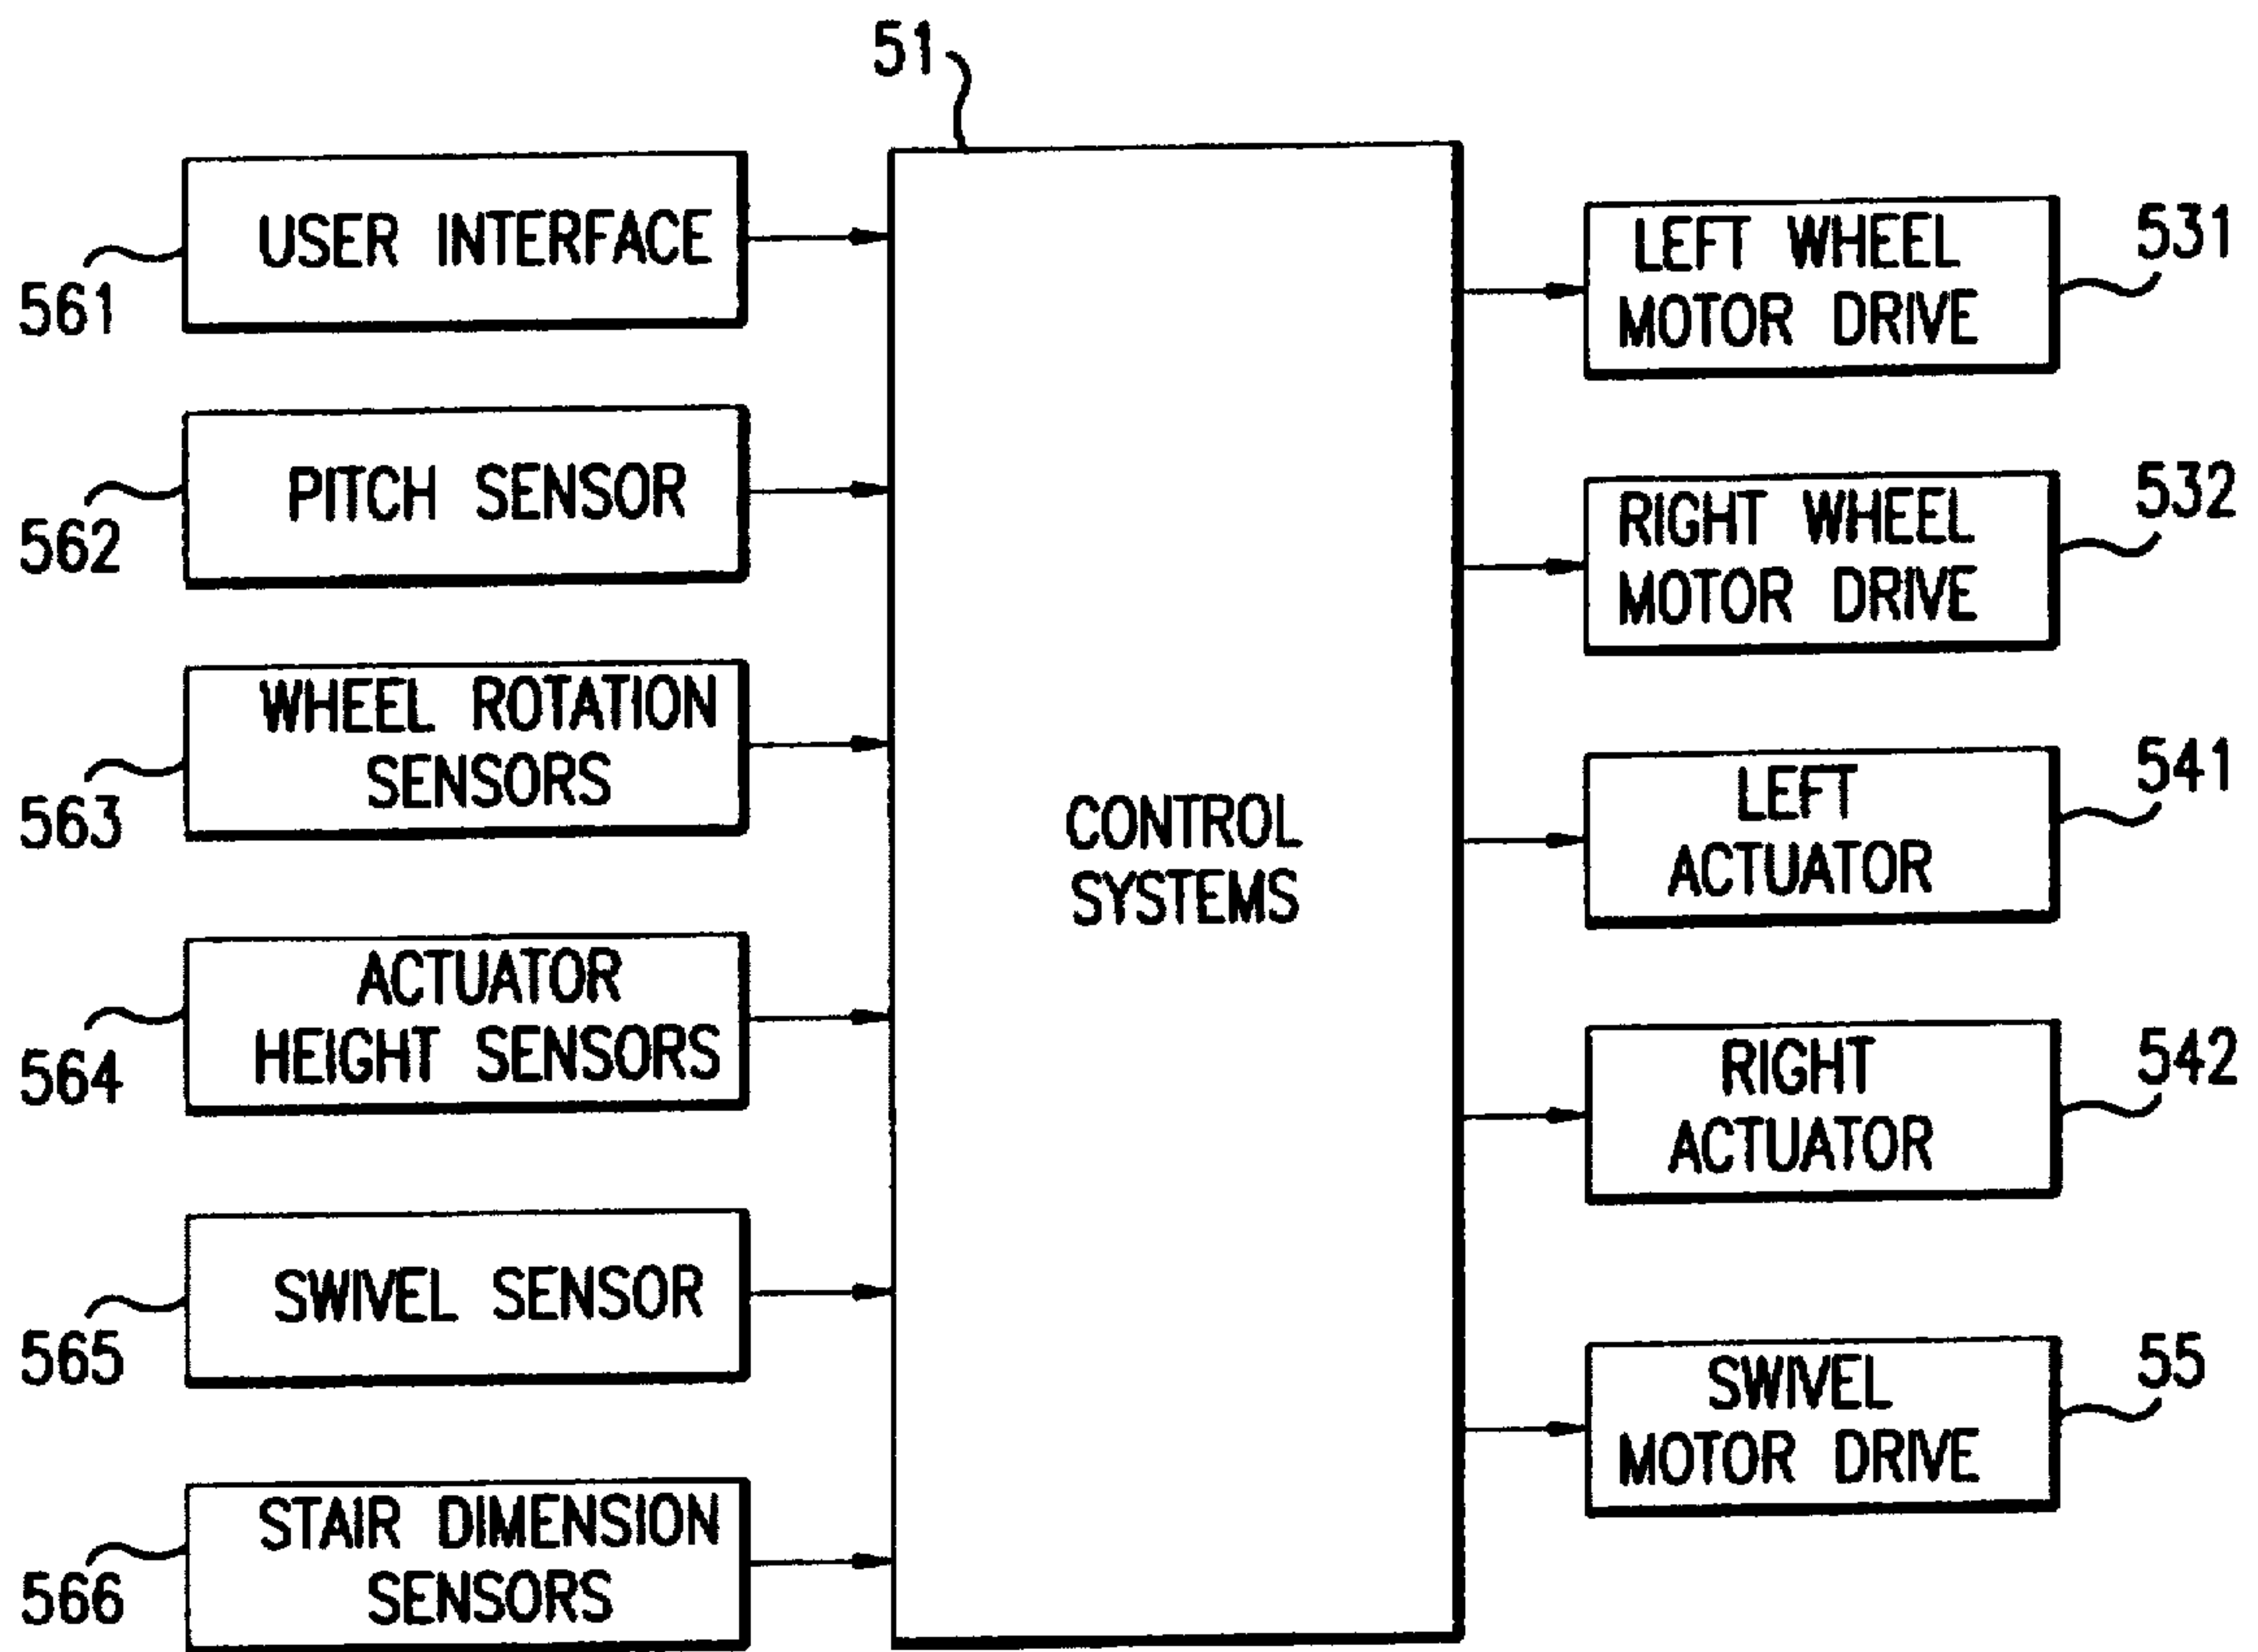 51
USER INTERFACE
561
PITCH SENSOR
562
WHEEL ROTATION
SENSORS
563
ACTUATOR
HEIGHT SENSORS
564
SWIVEL SENSOR
565
STAIR DIMENSION
SENSORS
566
CONTROL
SYSTEMS
LEFT WHEEL
MOTOR DRIVE
531
RIGHT WHEEL
MOTOR DRIVE
532
LEFT
ACTUATOR
541
RIGHT
ACTUATOR
542
SWIVEL
MOTOR DRIVE
55